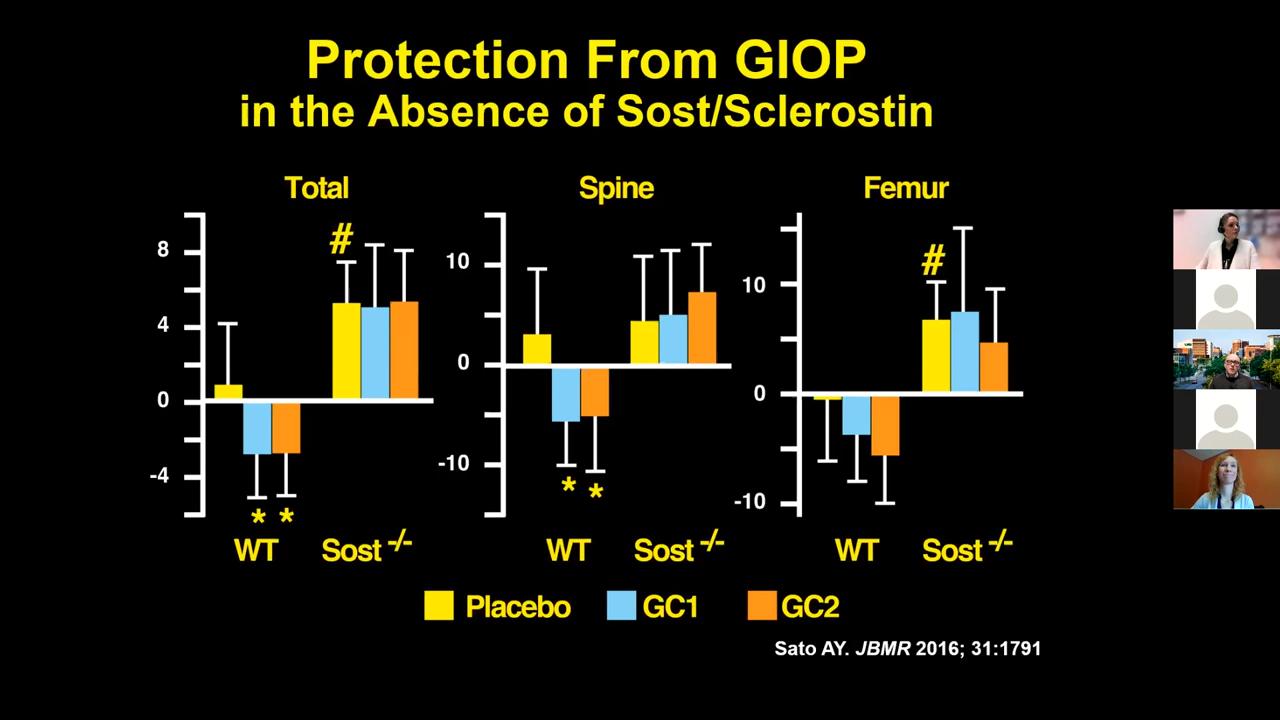 Protection From GIOP
in the Absence of Sost/Sclerostin
Total
8
4
0
-4
#
* *
WT Sost -/-
Spine
10
0
-10
* *
WT Sost -/-
Femur
10
0
-10
#
WT Sost -/-
Placebo GC1 GC2
Sato AY. JBMR 2016; 31:1791